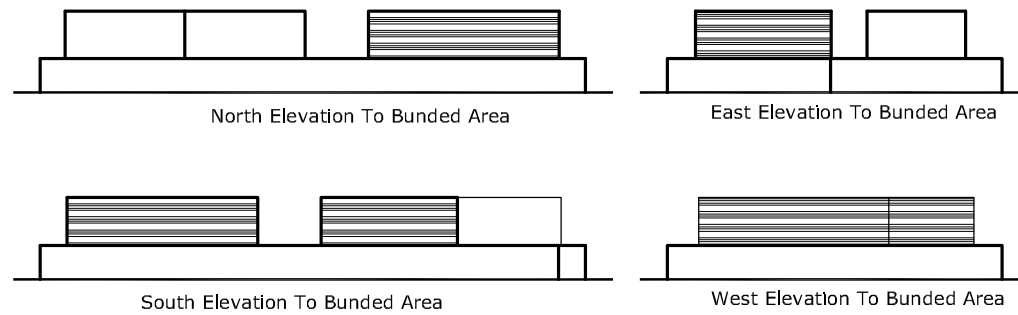 North Elevation To Bunded Area
East Elevation To Bunded Area
South Elevation To Bunded Area
West Elevation To Bunded Area